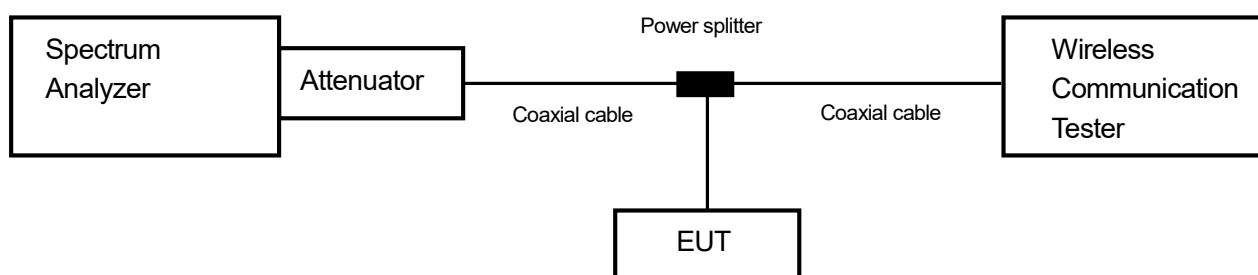 Power splitter
Spectrum
Analyzer
Attenuator
Coaxial cable
Coaxial cable
Wireless
Communication
Tester
EUT